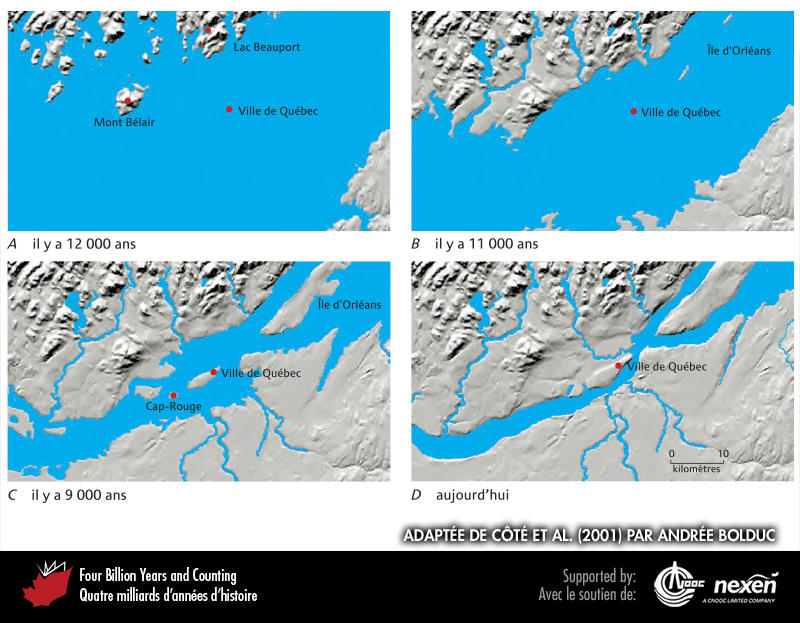 Lac Beauport
Mont Bélair
Ville de Québec
A il y a 12 000 ans
Île d'Orléans
Ville de Québec
B il y a 11 000 ans
Île d'Orléans
Ville de Québec
Cap-Rouge
C il y a 9 000 ans
Ville de Québec
0 10
kilomètres
D aujourd'hui
ADAPTÉE DE CÔTÉ ET AL. (2001) PAR ANDRÉE BOLDUC
Four Billion Years and Counting
Quatre milliards d'années d'histoire
Supported by:
Avec le soutien de:
CNOOC
nexen
A CNOOC LIMITED COMPANY